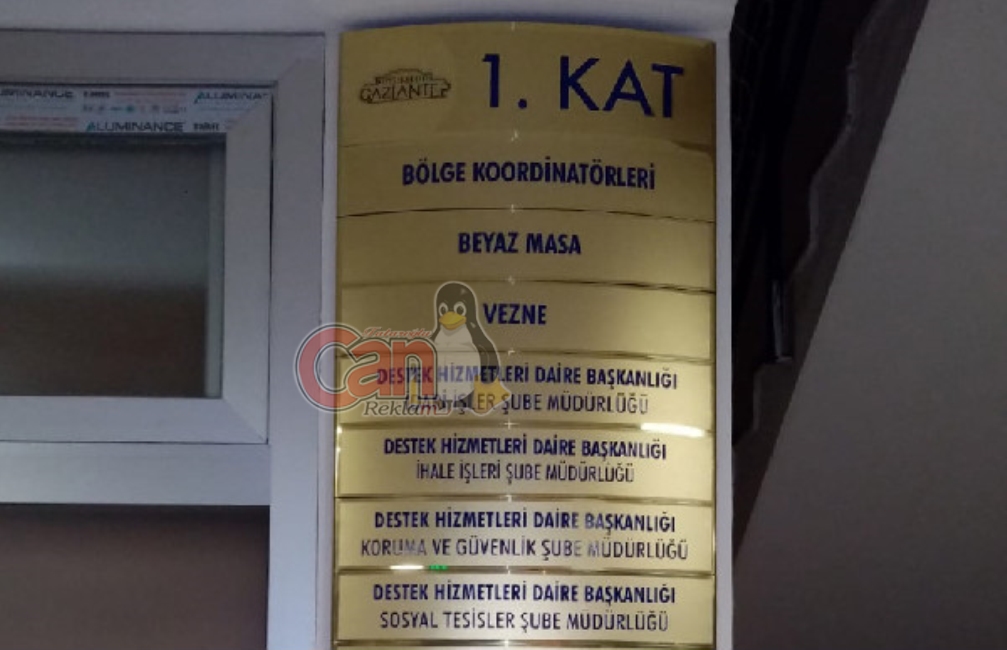 ALUMINANCE
ALUMINANCE
GAZİANTEP
1. KAT
BÖLGE KOORDİNATÖRLERİ
BEYAZ MASA
VEZNE
Can
Reklam
DESTEK HİZMETLERİ DAİRE BAŞKANLIĞI
İDARİ İŞLER ŞUBE MÜDÜRLÜĞÜ
DESTEK HİZMETLERİ DAİRE BAŞKANLIĞI
İHALE İŞLERİ ŞUBE MÜDÜRLÜĞÜ
DESTEK HİZMETLERİ DAİRE BAŞKANLIĞI
KORUMA VE GÜVENLİK ŞUBE MÜDÜRLÜĞÜ
DESTEK HİZMETLERİ DAİRE BAŞKANLIĞI
SOSYAL TESİSLER ŞUBE MÜDÜRLÜĞÜ